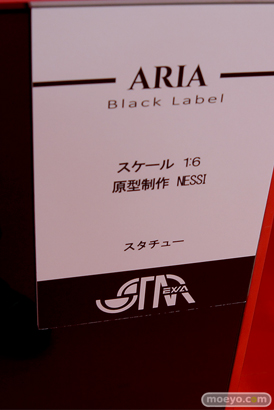 ARIA
Black Label
スケール 1:6
原型制作 NESSI
スタチュー
STM
EX/A
moeyo.com